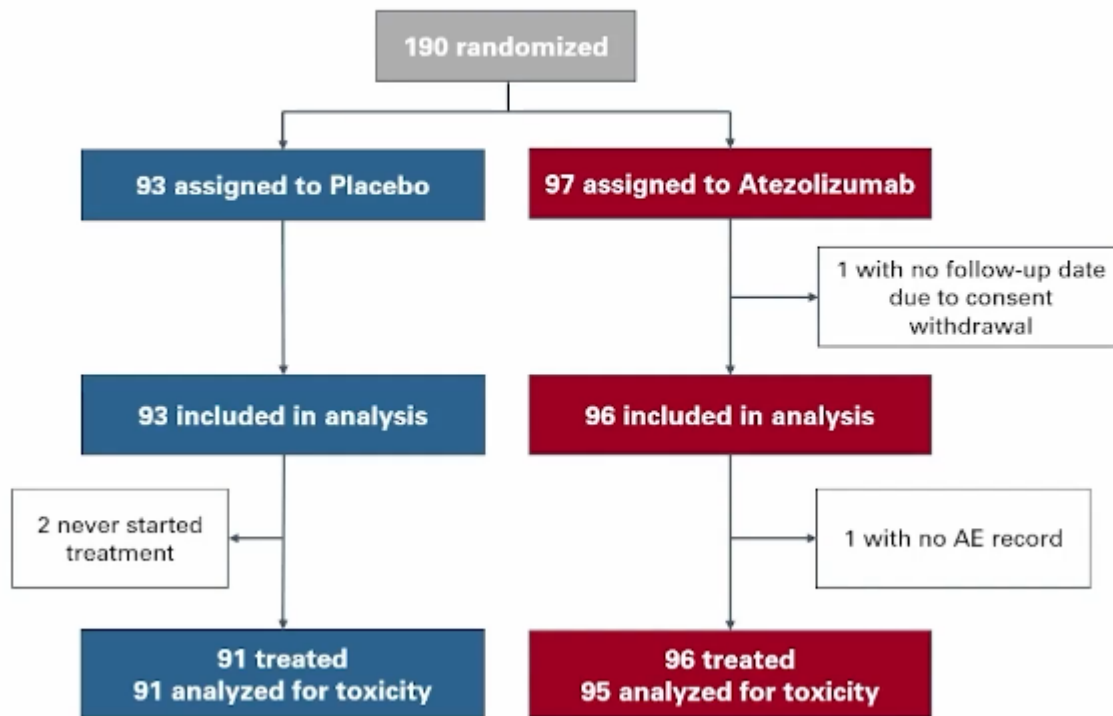 190 randomized
93 assigned to Placebo
97 assigned to Atezolizumab
1 with no follow-up date
due to consent
withdrawal
93 included in analysis
96 included in analysis
2 never started
treatment
1 with no AE record
91 treated
91 analyzed for toxicity
96 treated
95 analyzed for toxicity